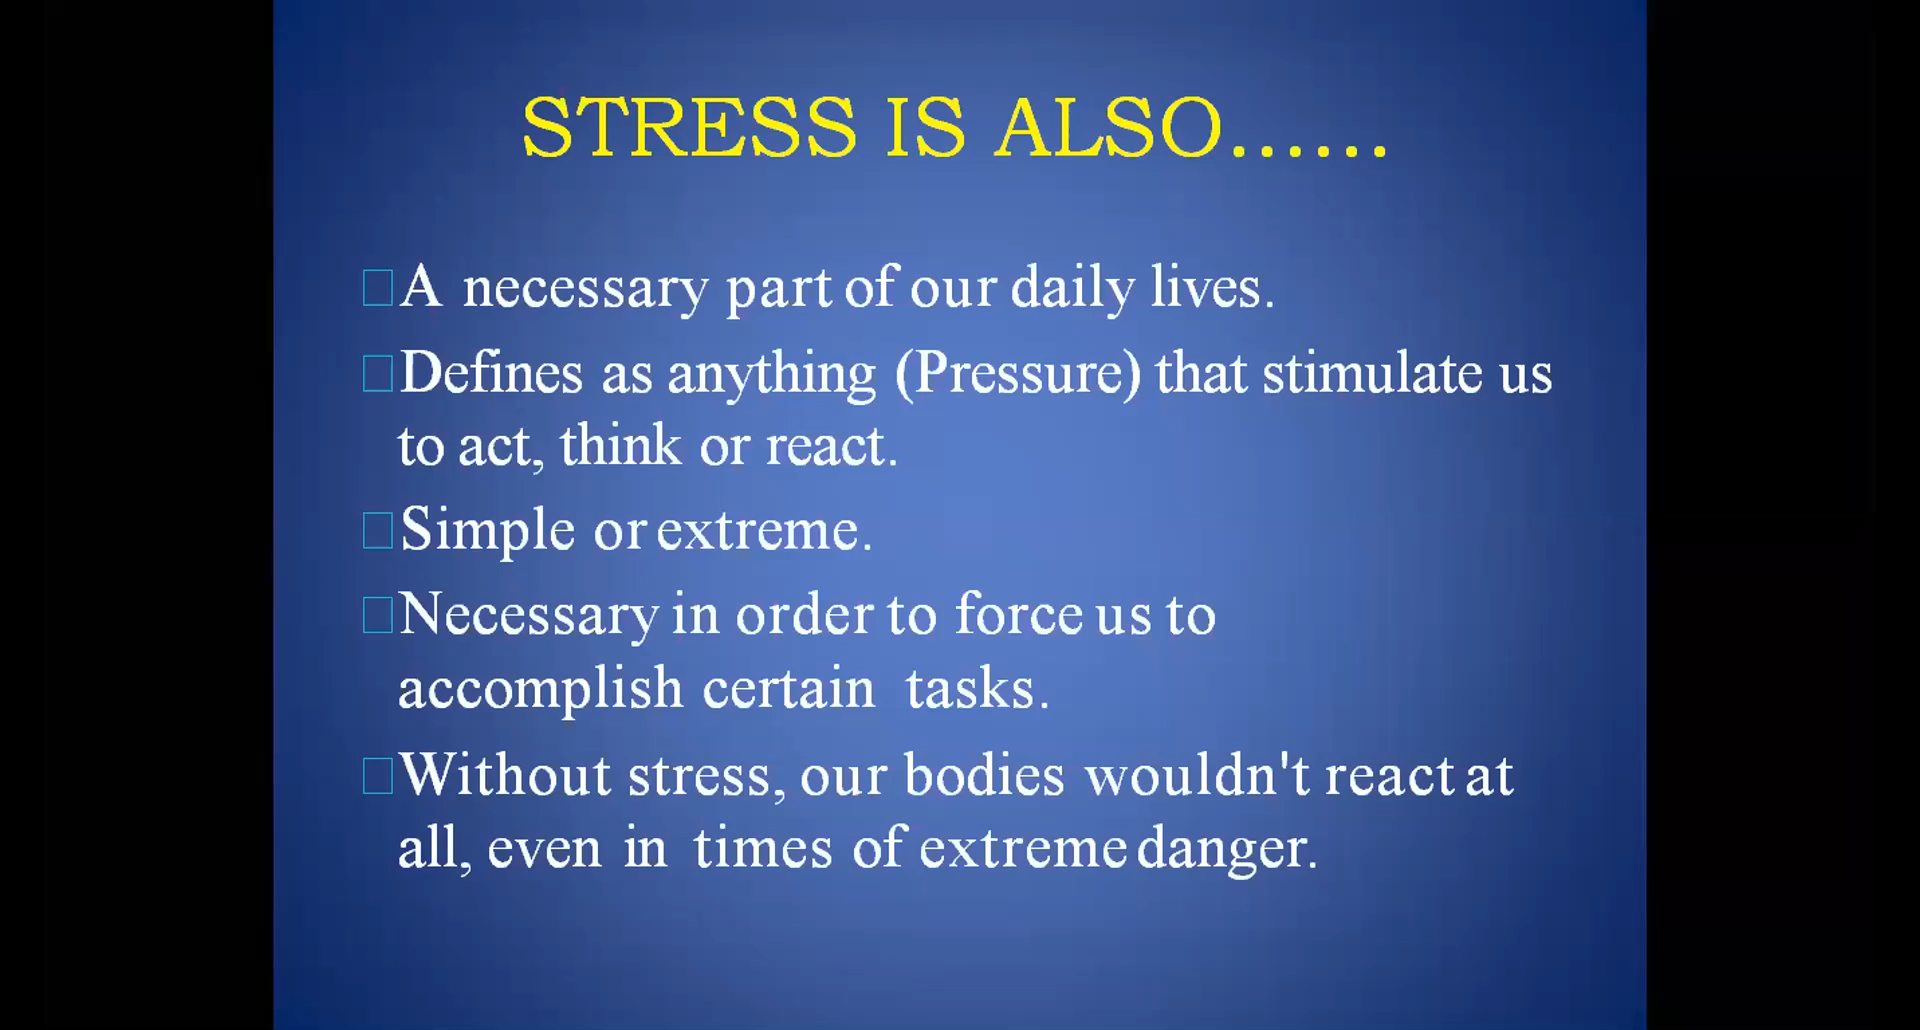 STRESS IS ALSO......
A necessary part of our daily lives.
Defines as anything (Pressure) that stimulate us
to act, think or react.
Simple or extreme.
Necessary in order to force us to
accomplish certain tasks.
Without stress, our bodies wouldn't react at
all, even in times of extreme danger.